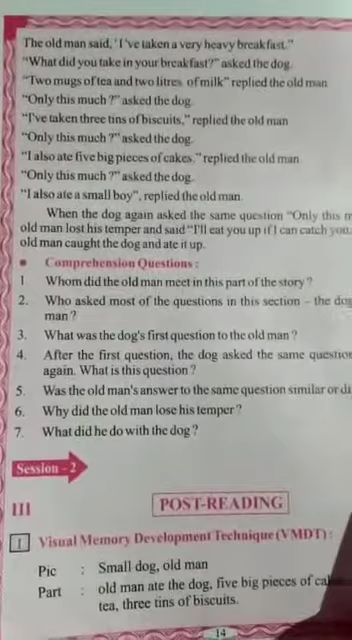 The old man said, 'I've taken a very heavy breakfast."
"What did you take in your breakfast?" asked the dog.
"Two mugs of tea and two litres of milk" replied the old man
"Only this much ?" asked the dog.
"I've taken three tins of biscuits," replied the old man
"Only this much ?" asked the dog.
"I also ate five big pieces of cakes," replied the old man
"Only this much ?" asked the dog.
"I also ate a small boy", replied the old man.
When the dog again asked the same question "Only this
old man lost his temper and said "I'll eat you up if I can catch you.
old man caught the dog and ate it up.
• Comprehension Questions :
1 Whom did the old man meet in this part of the story ?
2. Who asked most of the questions in this section - the dog
man ?
3. What was the dog's first question to the old man ?
4. After the first question, the dog asked the same question
again. What is this question ?
5. Was the old man's answer to the same question similar or
6. Why did the old man lose his temper ?
7. What did he do with the dog ?
Session - 2
III POST-READING
1 Visual Memory Development Technique (VMDT) :
Pic : Small dog, old man
Part : old man ate the dog, five big pieces of
tea, three tins of biscuits.
14